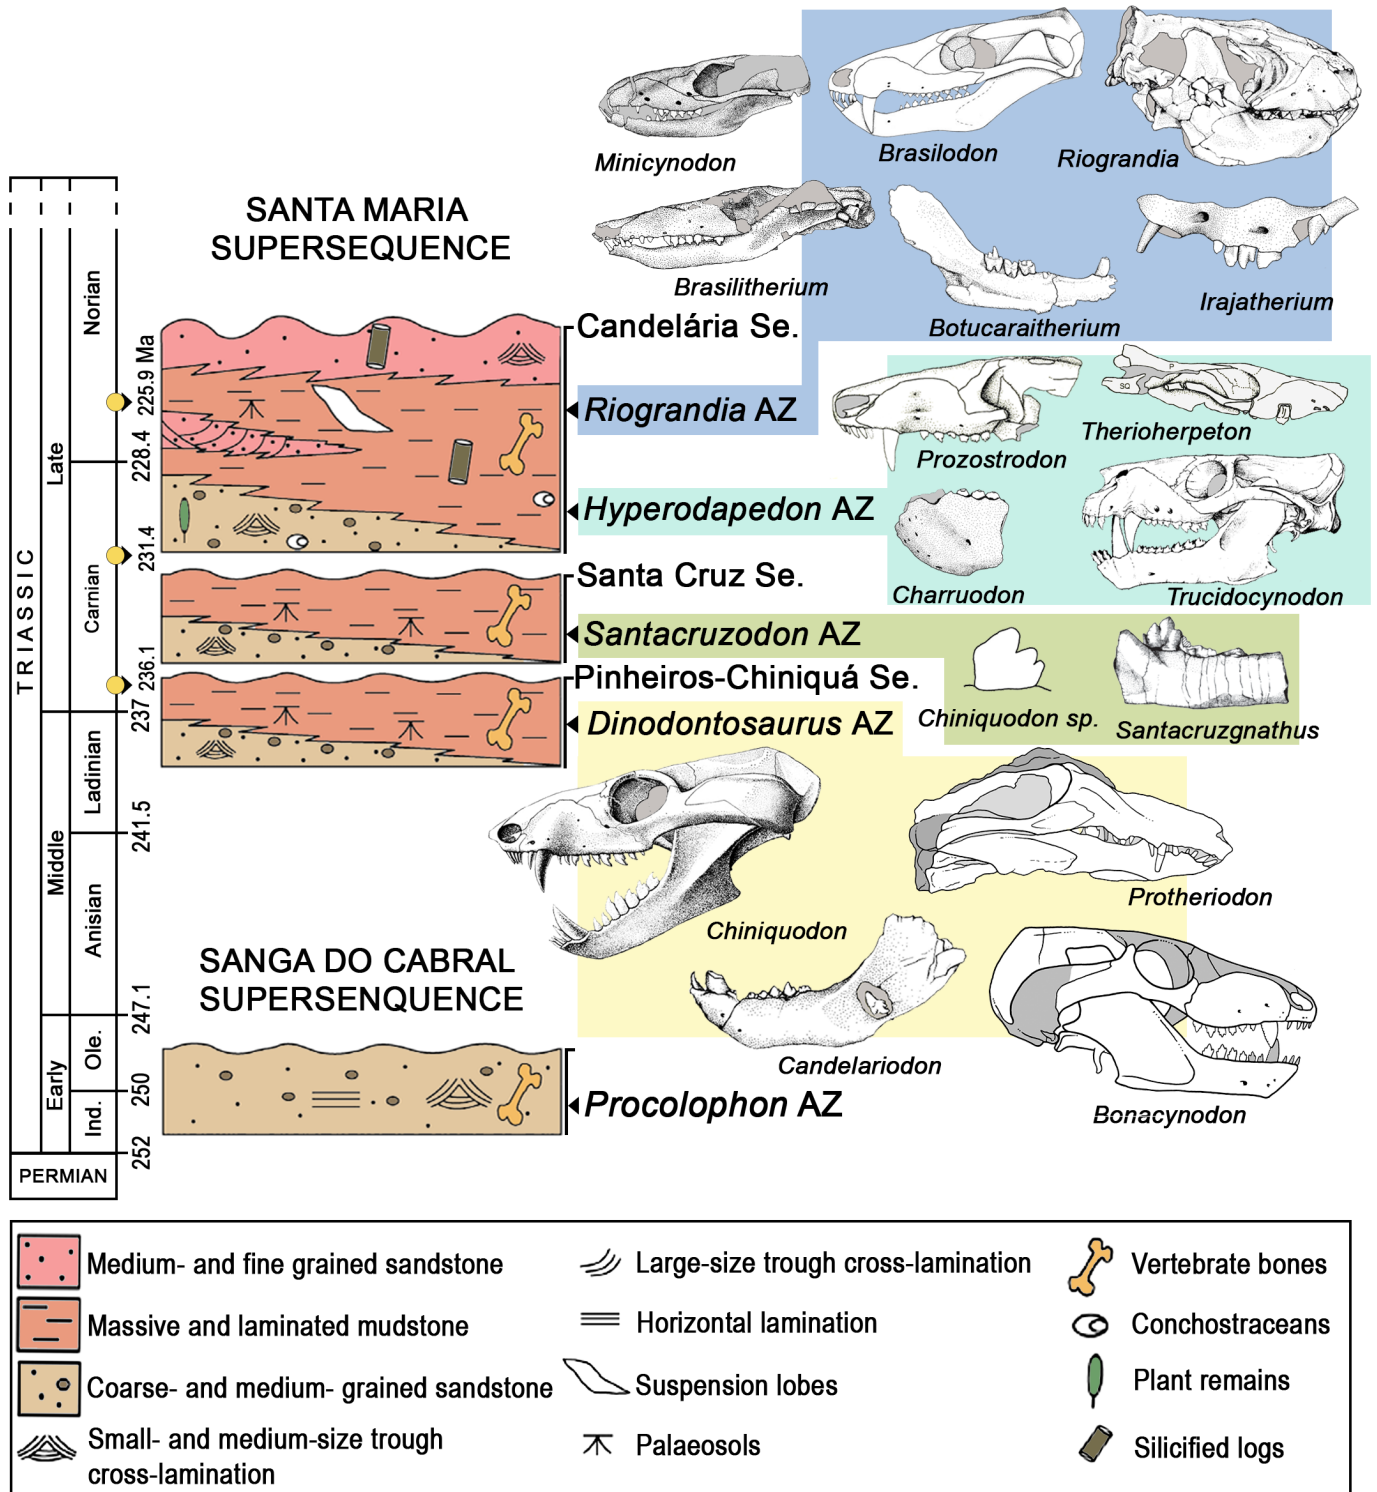 Minicynodon
Brasilodon
Riograndia
Brasilitherium
Botucaraitherium
Irajatherium
SANTA MARIA
SUPERSEQUENCE
TRIASSIC
Late
Middle
Early
Norian
Carnian
Ladinian
Anisian
Ole.
Ind.
PERMIAN
225.9 Ma
228.4
231.4
236.1
237
241.5
247.1
250
252
Candelária Se.
Riograndia AZ
Hyperodapedon AZ
Santa Cruz Se.
Santacruzodon AZ
Pinheiros-Chiniquá Se.
Dinodontosaurus AZ
P
SQ
Therioherpeton
Prozostrodon
Charruodon
Trucidocynodon
Chiniquodon sp.
Santacruzgnathus
Protheriodon
Chiniquodon
Candelariodon
Bonacynodon
SANGA DO CABRAL
SUPERSENQUENCE
Procolophon AZ
Medium- and fine grained sandstone
Massive and laminated mudstone
Coarse- and medium- grained sandstone
Small- and medium-size trough
cross-lamination
Large-size trough cross-lamination
Horizontal lamination
Suspension lobes
Palaeosols
Vertebrate bones
Conchostraceans
Plant remains
Silicified logs